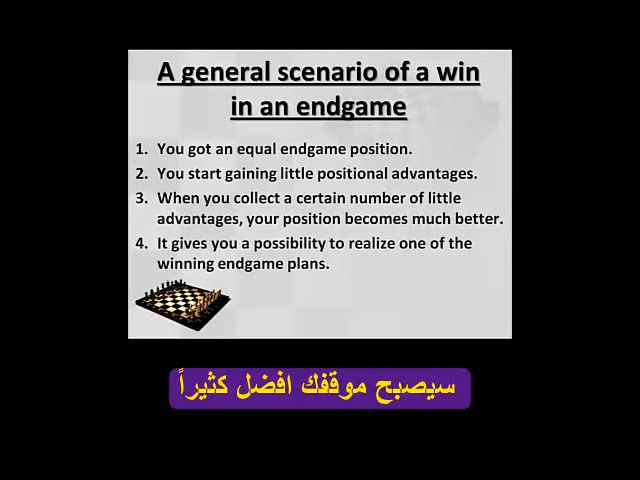 A general scenario of a win
in an endgame
1. You got an equal endgame position.
2. You start gaining little positional advantages.
3. When you collect a certain number of little
advantages, your position becomes much better.
4. It gives you a possibility to realize one of the
winning endgame plans.
سيصبح موقفك افضل كثيراً